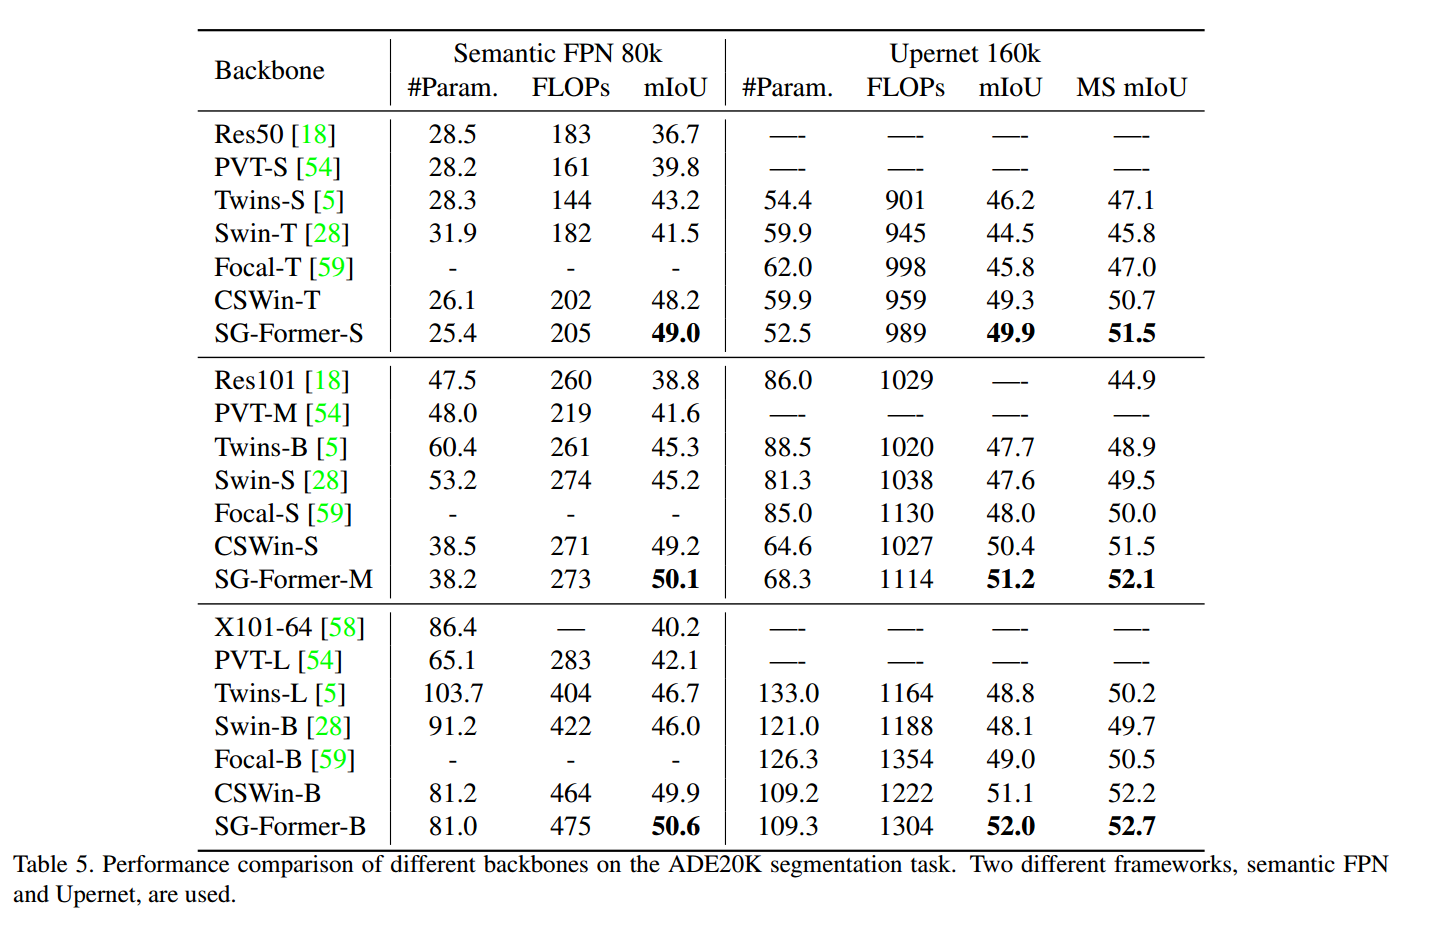 Backbone Semantic FPN 80k Upernet 160k
#Param. FLOPs mIoU #Param. FLOPs mIoU MS mIoU
Res50 [18] 28.5 183 36.7 —- —- —- —-
PVT-S [54] 28.2 161 39.8 —- —- —- —-
Twins-S [5] 28.3 144 43.2 54.4 901 46.2 47.1
Swin-T [28] 31.9 182 41.5 59.9 945 44.5 45.8
Focal-T [59] - - - 62.0 998 45.8 47.0
CSWin-T 26.1 202 48.2 59.9 959 49.3 50.7
SG-Former-S 25.4 205 49.0 52.5 989 49.9 51.5
Res101 [18] 47.5 260 38.8 86.0 1029 —- 44.9
PVT-M [54] 48.0 219 41.6 —- —- —- —-
Twins-B [5] 60.4 261 45.3 88.5 1020 47.7 48.9
Swin-S [28] 53.2 274 45.2 81.3 1038 47.6 49.5
Focal-S [59] - - - 85.0 1130 48.0 50.0
CSWin-S 38.5 271 49.2 64.6 1027 50.4 51.5
SG-Former-M 38.2 273 50.1 68.3 1114 51.2 52.1
X101-64 [58] 86.4 — 40.2 —- —- —- —-
PVT-L [54] 65.1 283 42.1 —- —- —- —-
Twins-L [5] 103.7 404 46.7 133.0 1164 48.8 50.2
Swin-B [28] 91.2 422 46.0 121.0 1188 48.1 49.7
Focal-B [59] - - - 126.3 1354 49.0 50.5
CSWin-B 81.2 464 49.9 109.2 1222 51.1 52.2
SG-Former-B 81.0 475 50.6 109.3 1304 52.0 52.7
Table 5. Performance comparison of different backbones on the ADE20K segmentation task. Two different frameworks, semantic FPN
and Upernet, are used.